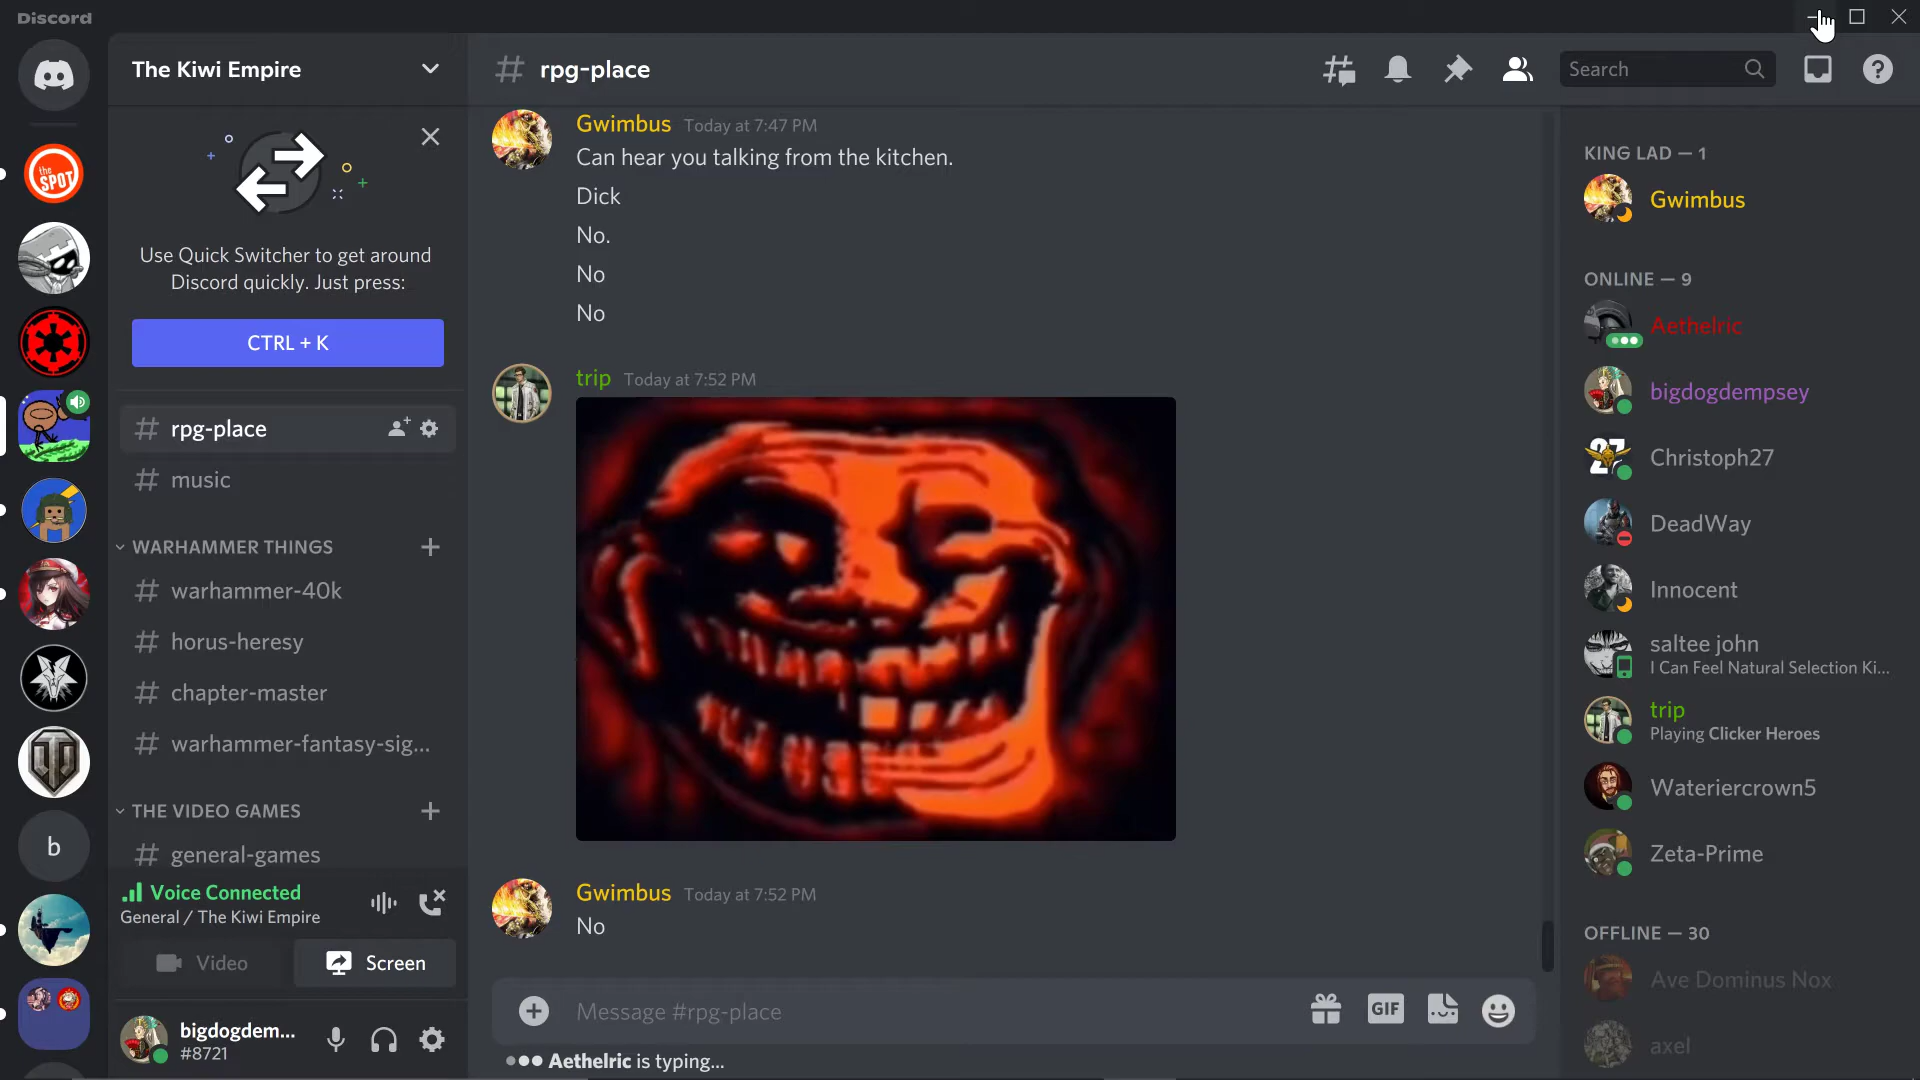 Discord
The Kiwi Empire
# rpg-place
Search
the
SPOT
Use Quick Switcher to get around
Discord quickly. Just press:
CTRL + K
# rpg-place
# music
WARHAMMER THINGS
# warhammer-40k
# horus-heresy
# chapter-master
# warhammer-fantasy-sig...
THE VIDEO GAMES
# general-games
b
Voice Connected
General / The Kiwi Empire
Video
Screen
bigdogdem...
#8721
Gwimbus Today at 7:47 PM
Can hear you talking from the kitchen.
Dick
No.
No
No
trip Today at 7:52 PM
Gwimbus Today at 7:52 PM
No
Message #rpg-place
GIF
Aethelric is typing...
KING LAD — 1
Gwimbus
ONLINE — 9
Aethelric
bigdogdempsey
27
Christoph27
DeadWay
Innocent
saltee john
I Can Feel Natural Selection Ki...
trip
Playing Clicker Heroes
Wateriercrown5
Zeta-Prime
OFFLINE — 30
Ave Dominus Nox
axel